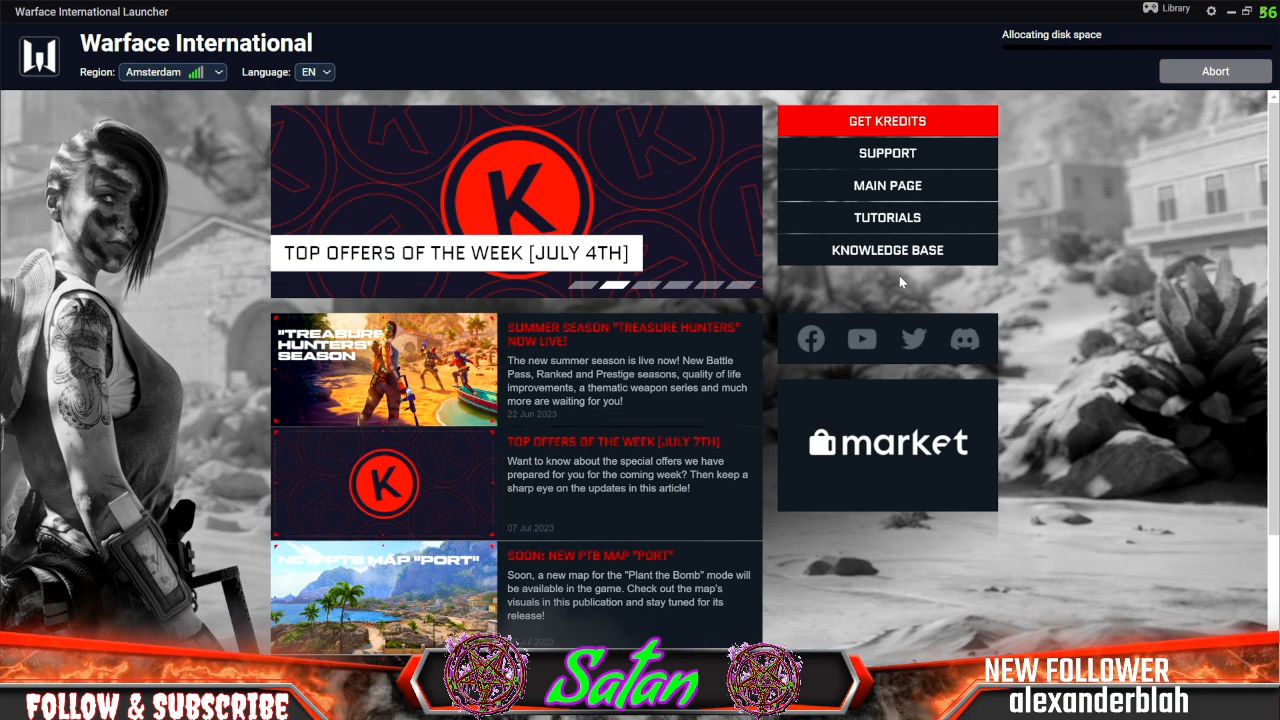 Warface International Launcher
Library
56
Warface International
Region: Amsterdam
Language: EN
Allocating disk space
Abort
K
TOP OFFERS OF THE WEEK [JULY 4TH]
GET KREDITS
SUPPORT
MAIN PAGE
TUTORIALS
KNOWLEDGE BASE
"TREASURE
HUNTERS"
SEASON
SUMMER SEASON "TREASURE HUNTERS"
NOW LIVE!
The new summer season is live now! New Battle
Pass, Ranked and Prestige seasons, quality of life
improvements, a thematic weapon series and much
more are waiting for you!
22 Jun 2023
K
TOP OFFERS OF THE WEEK [JULY 7TH]
Want to know about the special offers we have
prepared for you for the coming week? Then keep a
sharp eye on the updates in this article!
07 Jul 2023
NEW PTB MAP "PORT"
SOON: NEW PTB MAP "PORT"
Soon, a new map for the "Plant the Bomb" mode will
be available in the game. Check out the map's
visuals in this publication and stay tuned for its
release!
Jul 2023
market
FOLLOW & SUBSCRIBE
Satan
NEW FOLLOWER
alexanderblah